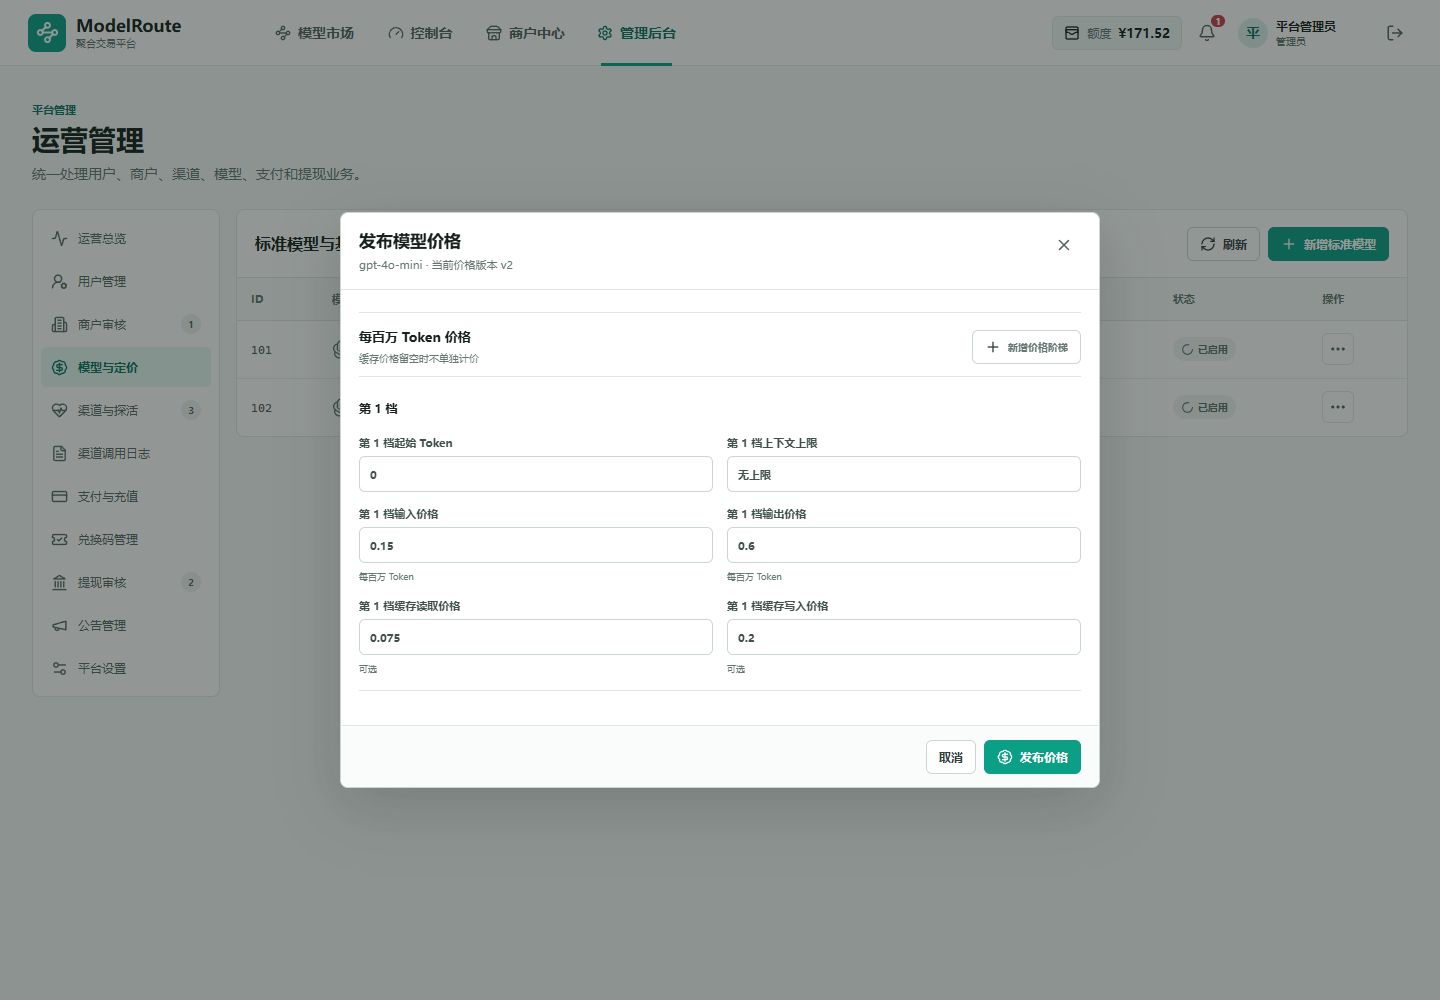 ModelRoute
聚合交易平台
模型市场
控制台
商户中心
管理后台
额度 ¥171.52
1
平
平台管理员
管理员
平台管理
运营管理
统一处理用户、商户、渠道、模型、支付和提现业务。
运营总览
用户管理
商户审核 1
模型与定价
渠道与探活 3
渠道调用日志
支付与充值
兑换码管理
提现审核 2
公告管理
平台设置
标准模型与
刷新
新增标准模型
ID
状态
操作
101
已启用
102
已启用
发布模型价格
gpt-4o-mini · 当前价格版本 v2
每百万 Token 价格
缓存价格留空时不单独计价
新增价格阶梯
第 1 档
第 1 档起始 Token
第 1 档上下文上限
0
无上限
第 1 档输入价格
第 1 档输出价格
0.15
0.6
每百万 Token
每百万 Token
第 1 档缓存读取价格
第 1 档缓存写入价格
0.075
0.2
可选
可选
取消
发布价格